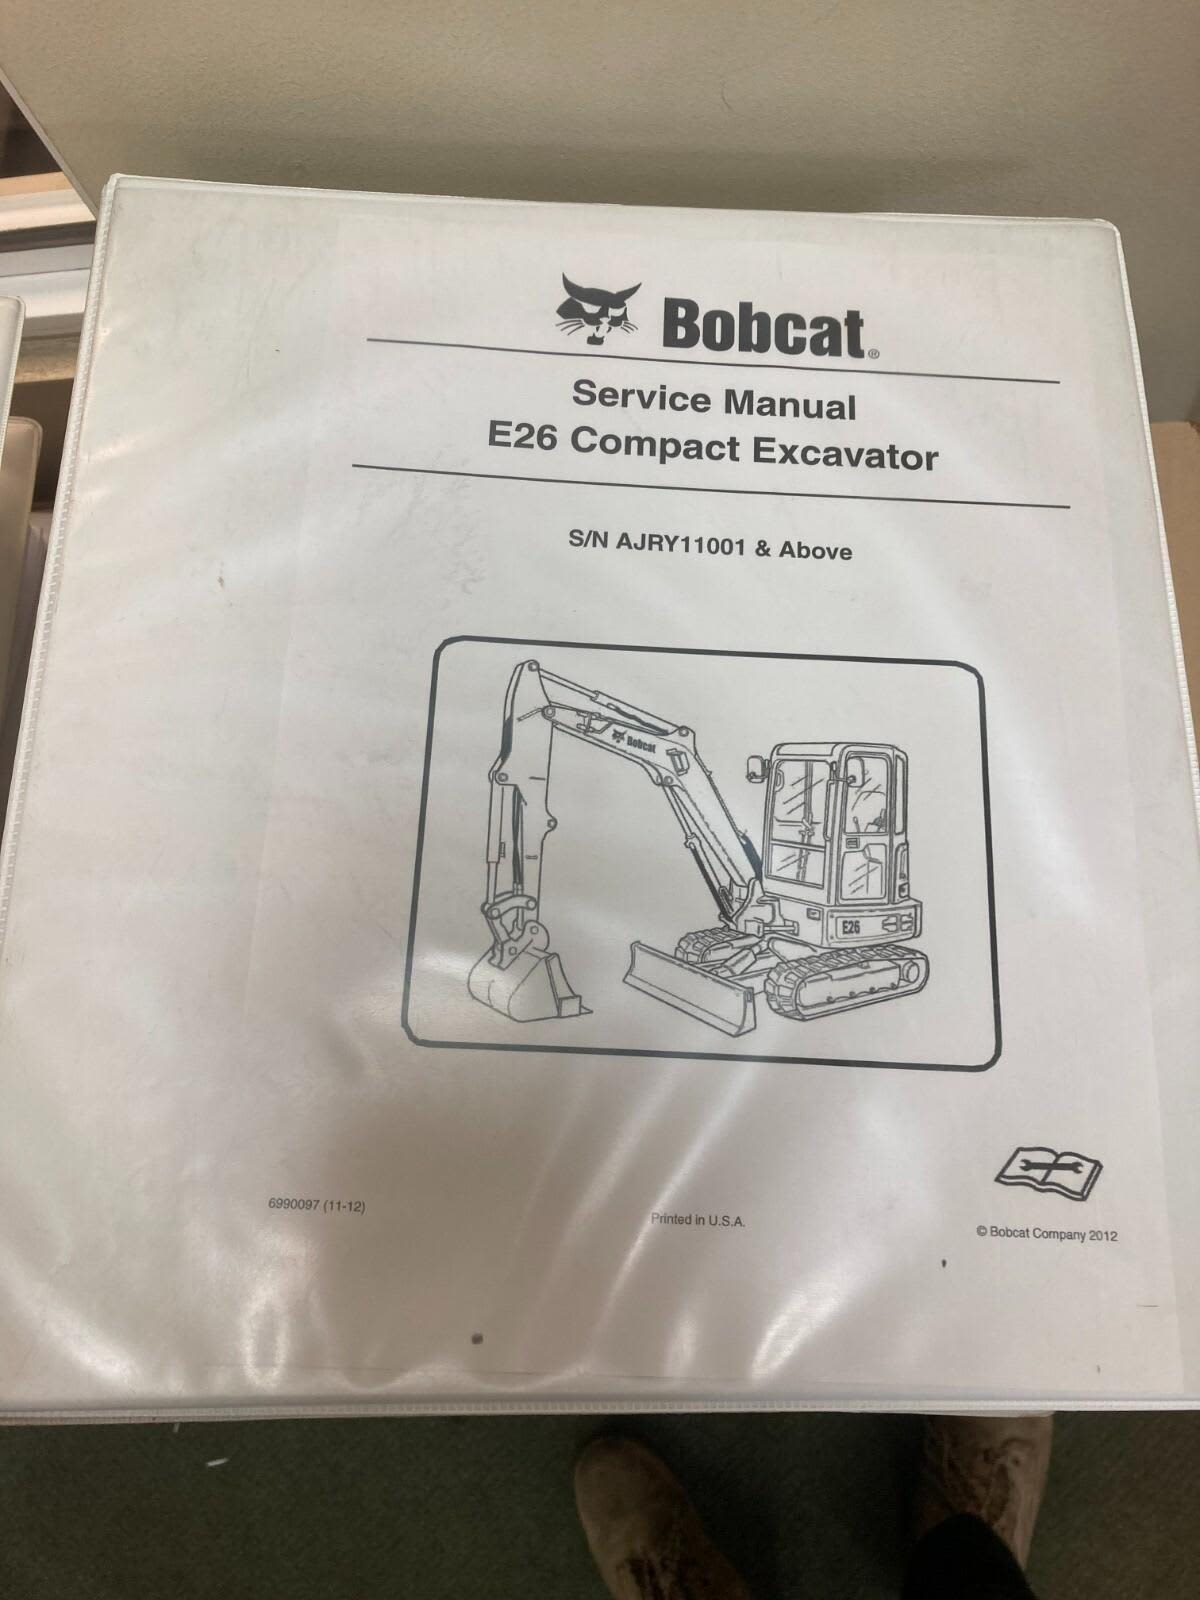 Bobcat®
Service Manual
E26 Compact Excavator
S/N AJRY11001 & Above
Bobcat
E26
6990097 (11-12)
Printed in U.S.A.
© Bobcat Company 2012